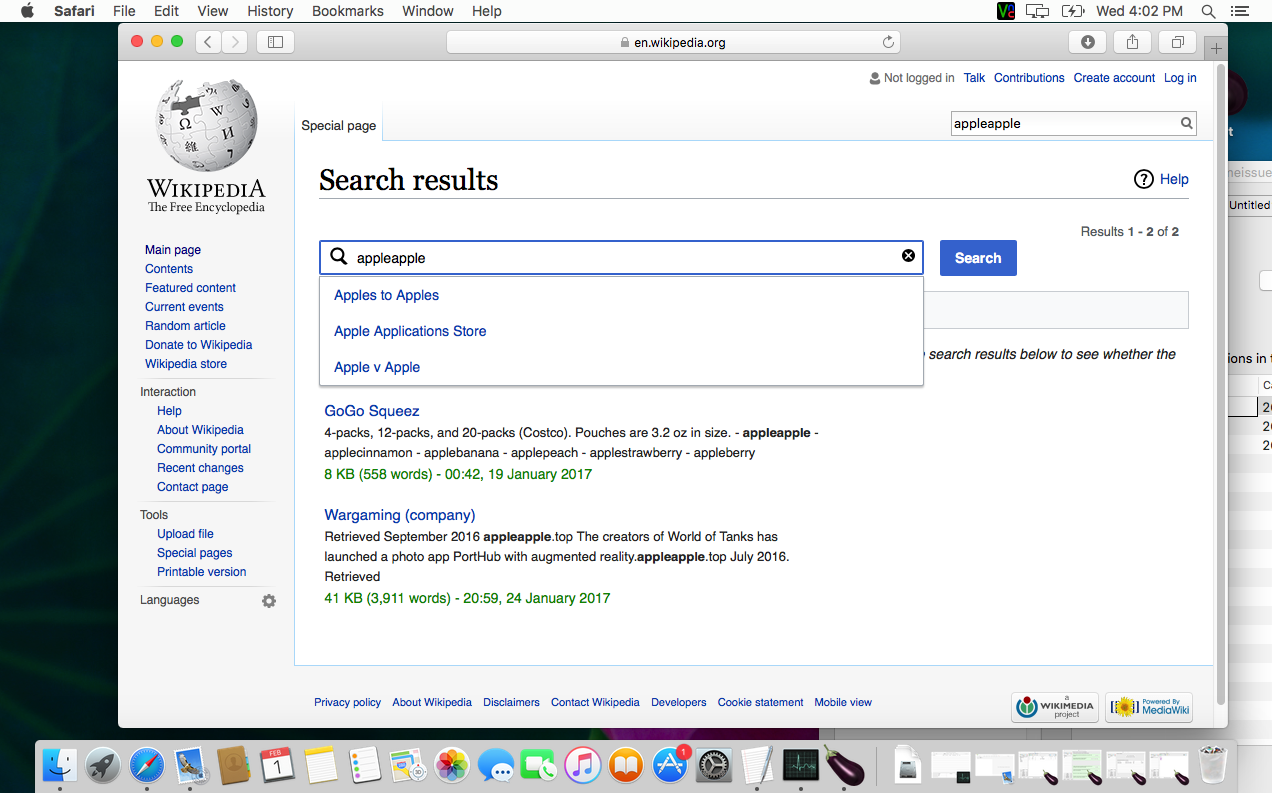 Safari File Edit View History Bookmarks Window Help Wed 4:02 PM
en.wikipedia.org
Not logged in Talk Contributions Create account Log in
Special page
appleapple
WIKIPEDIA
The Free Encyclopedia
Search results
Help
Results 1 - 2 of 2
appleapple
Search
Apples to Apples
Apple Applications Store
Apple v Apple
search results below to see whether the
GoGo Squeez
4-packs, 12-packs, and 20-packs (Costco). Pouches are 3.2 oz in size. - appleapple -
applecinnamon - applebanana - applepeach - applestrawberry - appleberry
8 KB (558 words) - 00:42, 19 January 2017
Wargaming (company)
Retrieved September 2016 appleapple.top The creators of World of Tanks has
launched a photo app PortHub with augmented reality.appleapple.top July 2016.
Retrieved
41 KB (3,911 words) - 20:59, 24 January 2017
Main page
Contents
Featured content
Current events
Random article
Donate to Wikipedia
Wikipedia store
Interaction
Help
About Wikipedia
Community portal
Recent changes
Contact page
Tools
Upload file
Special pages
Printable version
Languages
Privacy policy About Wikipedia Disclaimers Contact Wikipedia Developers Cookie statement Mobile view
a
WIKIMEDIA
project
Powered By
MediaWiki
neissue
Untitled
ions in t
FEB
1
1